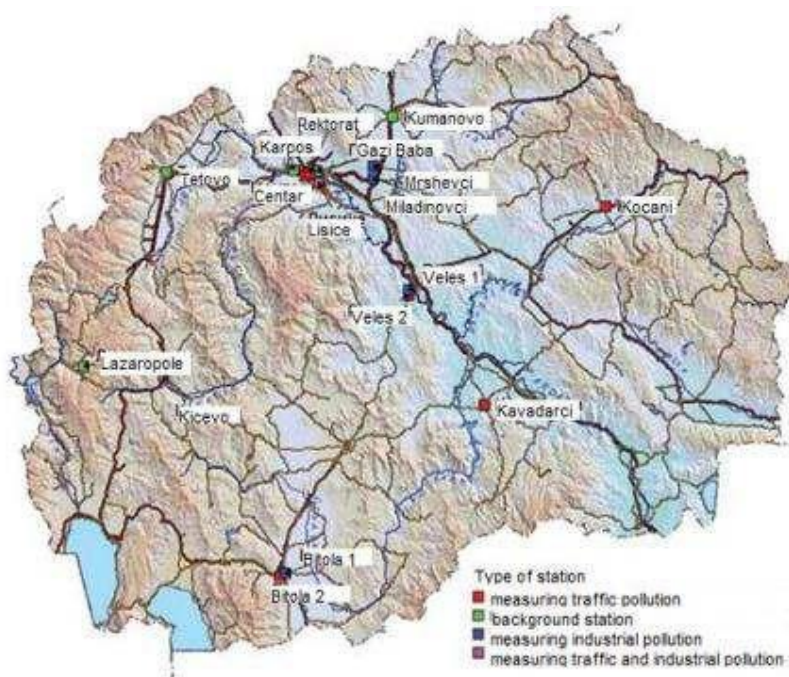 Rektorat
Kumanovo
Karpos
Gazi Baba
Tetovo
Mrshevci
Centar
Miladinovci
Kocani
Lisice
Veles 1
Veles 2
Lazaropole
Kicevo
Kavadarci
Bitola 1
Bitola 2
Type of station
measuring traffic pollution
background station
measuring industrial pollution
measuring traffic and industrial pollution